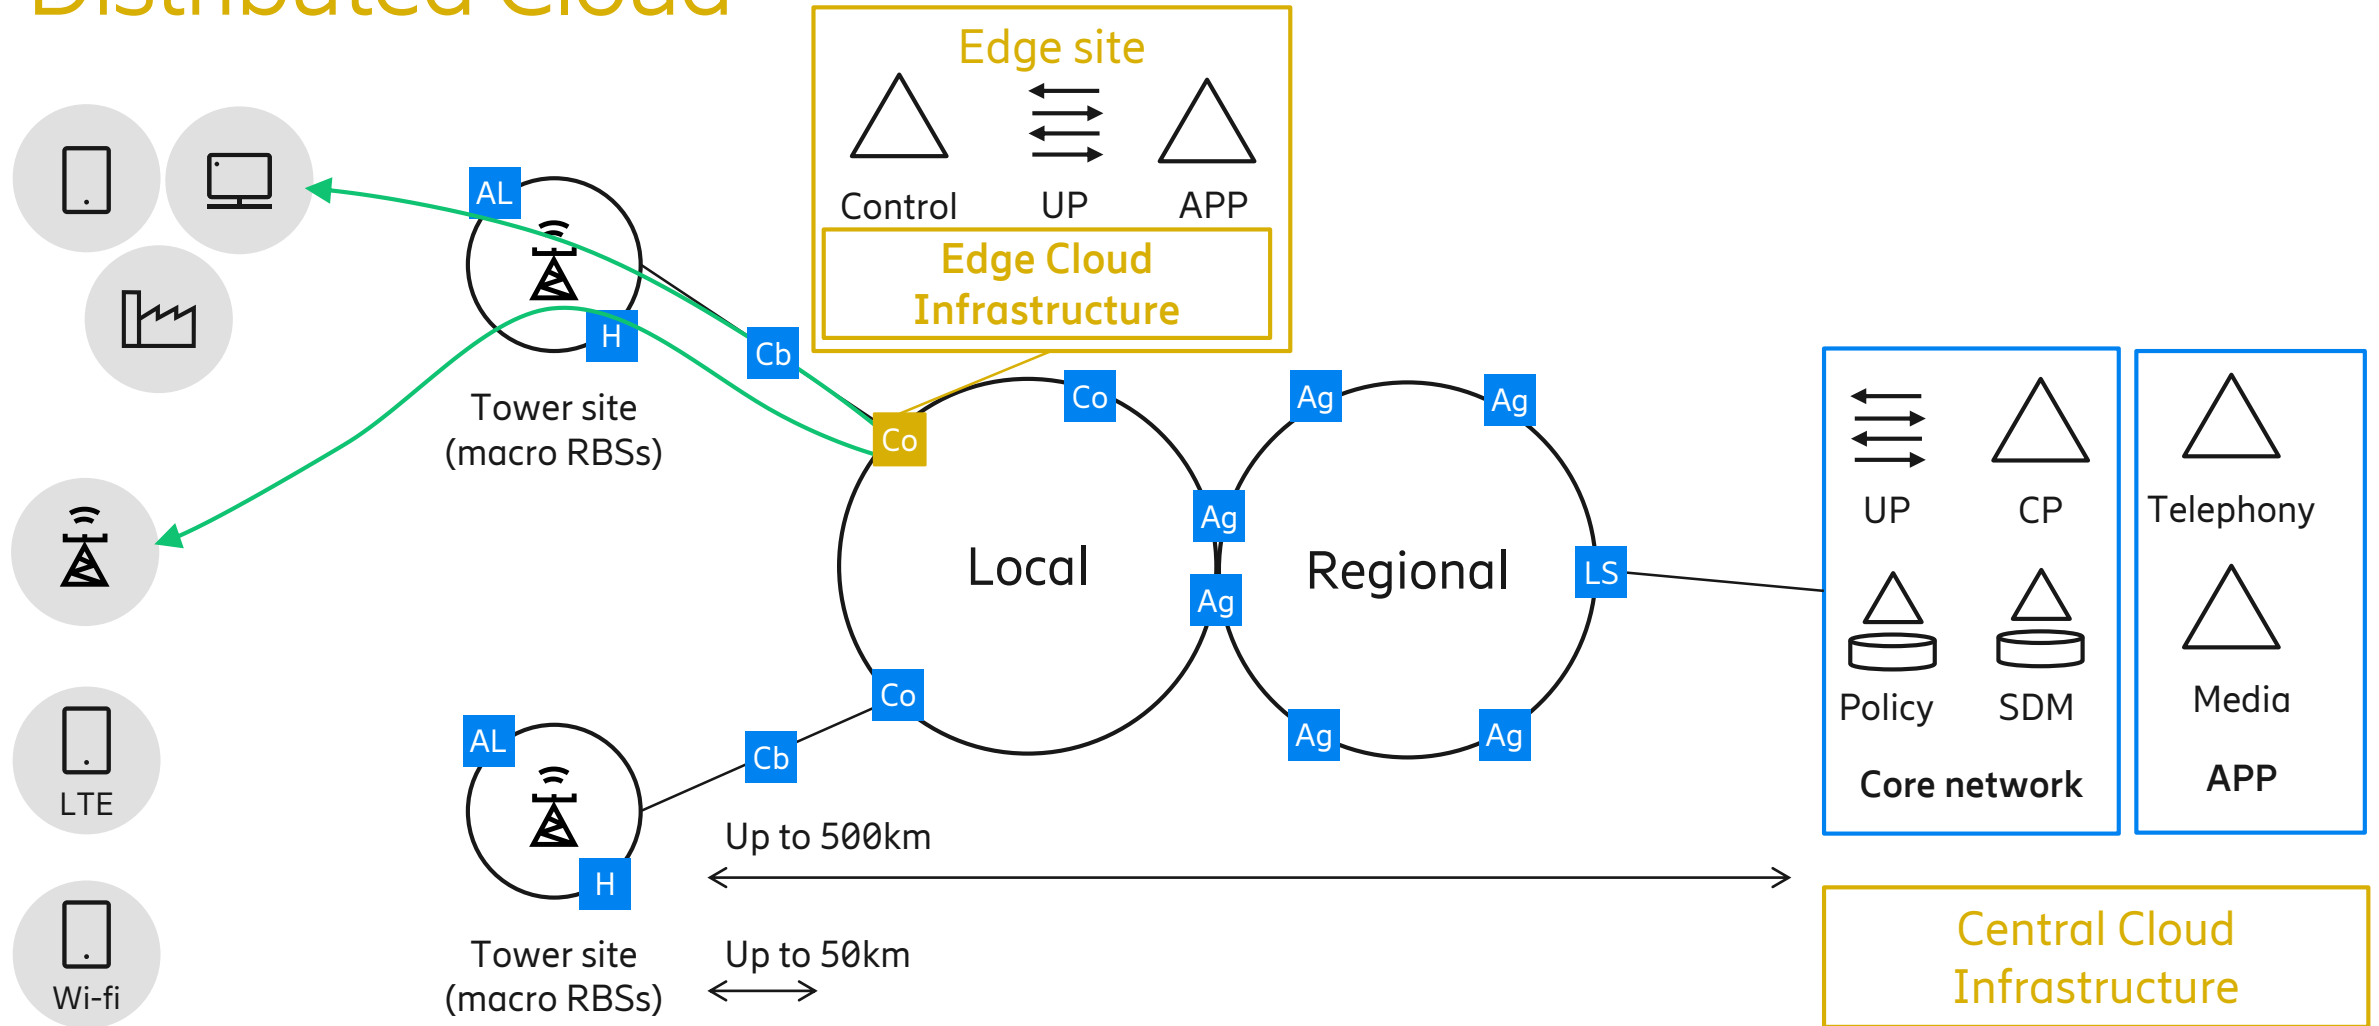 Distributed Cloud
Edge site
Control
UP
APP
Edge Cloud
Infrastructure
AL
H
Cb
Tower site
(macro RBSs)
Co
Co
Ag
Ag
Ag
Ag
Local
Regional
LS
Co
Ag
Ag
AL
H
Cb
Tower site
(macro RBSs)
LTE
Wi-fi
Up to 500km
Up to 50km
UP
CP
Policy
SDM
Core network
Telephony
Media
APP
Central Cloud
Infrastructure